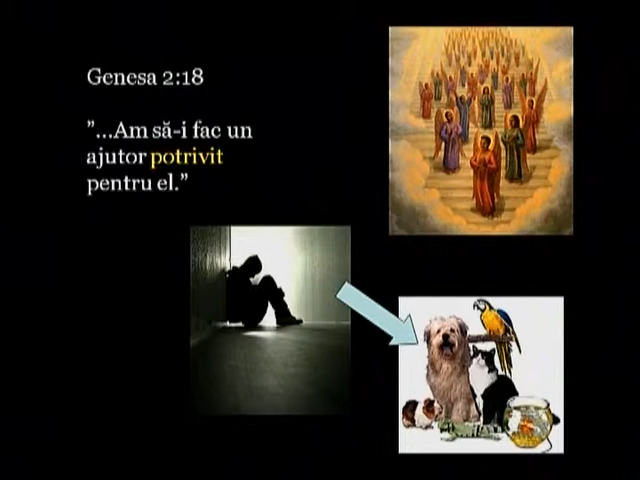 Genesa 2:18
”...Am să-i fac un
ajutor potrivit
pentru el.”